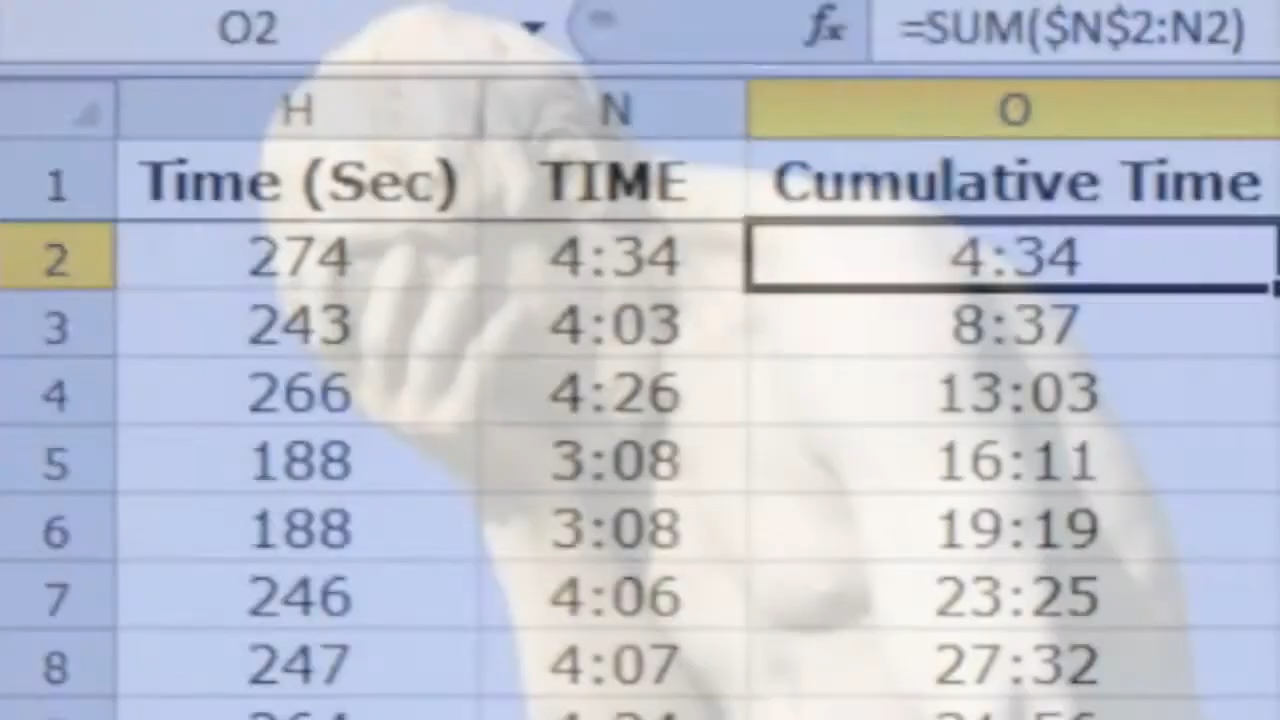 O2 fx =SUM($N$2:N2)
H N O
1 Time (Sec) TIME Cumulative Time
2 274 4:34 4:34
3 243 4:03 8:37
4 266 4:26 13:03
5 188 3:08 16:11
6 188 3:08 19:19
7 246 4:06 23:25
8 247 4:07 27:32